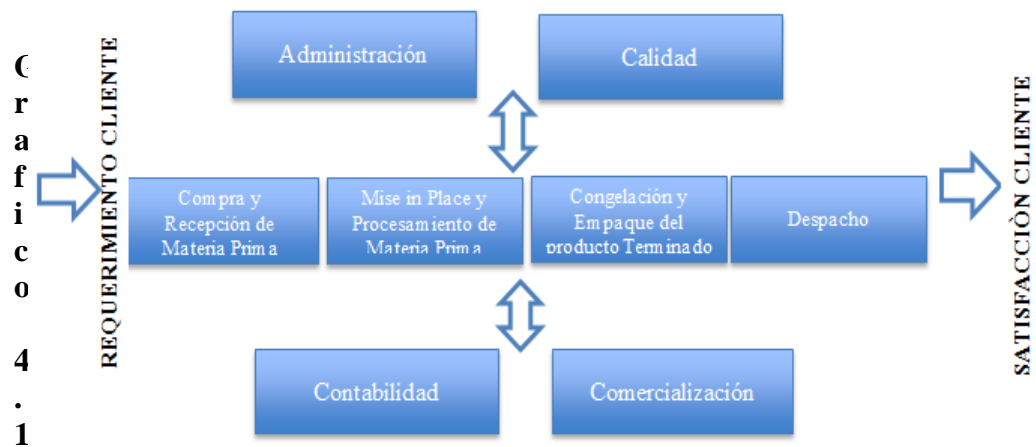 Grafico 4.1
REQUERIMIENTO CLIENTE
Administración
Calidad
Compra y
Recepción de
Materia Prima
Mise in Place y
Procesamiento de
Materia Prima
Congelación y
Empaque del
producto Terminado
Despacho
Contabilidad
Comercialización
SATISFACCIÒN CLIENTE